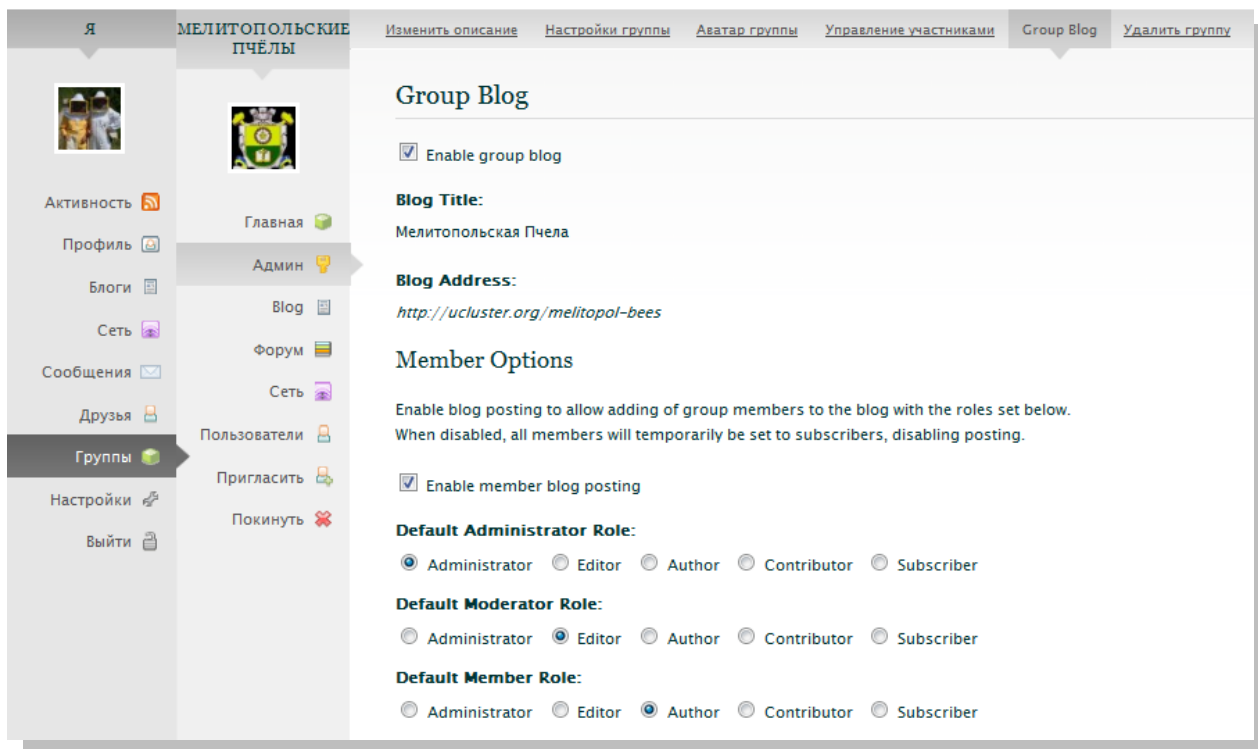 Я
Активность
Профиль
Блоги
Сеть
Сообщения
Друзья
Группы
Настройки
Выйти
МЕЛИТОПОЛЬСКИЕ
ПЧЁЛЫ
Главная
Админ
Blog
Форум
Сеть
Пользователи
Пригласить
Покинуть
Изменить описание Настройки группы Аватар группы Управление участниками Group Blog Удалить группу
Group Blog
Enable group blog
Blog Title:
Мелитопольская Пчела
Blog Address:
http://ucluster.org/melitopol-bees
Member Options
Enable blog posting to allow adding of group members to the blog with the roles set below.
When disabled, all members will temporarily be set to subscribers, disabling posting.
Enable member blog posting
Default Administrator Role:
Administrator Editor Author Contributor Subscriber
Default Moderator Role:
Administrator Editor Author Contributor Subscriber
Default Member Role:
Administrator Editor Author Contributor Subscriber